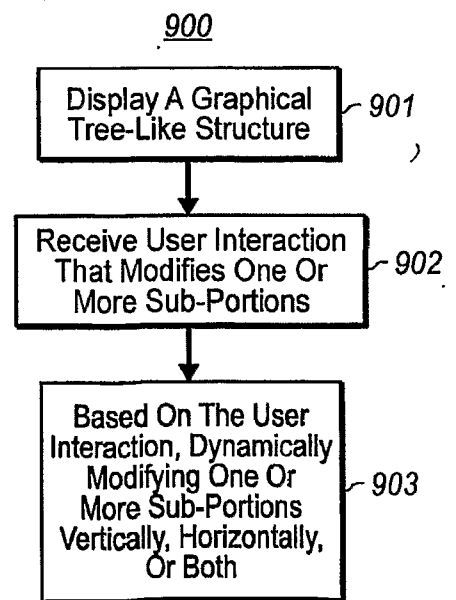 900
Display A Graphical
Tree-Like Structure
901
Receive User Interaction
That Modifies One Or
More Sub-Portions
902
Based On The User
Interaction, Dynamically
Modifying One Or
More Sub-Portions
Vertically, Horizontally,
Or Both
903